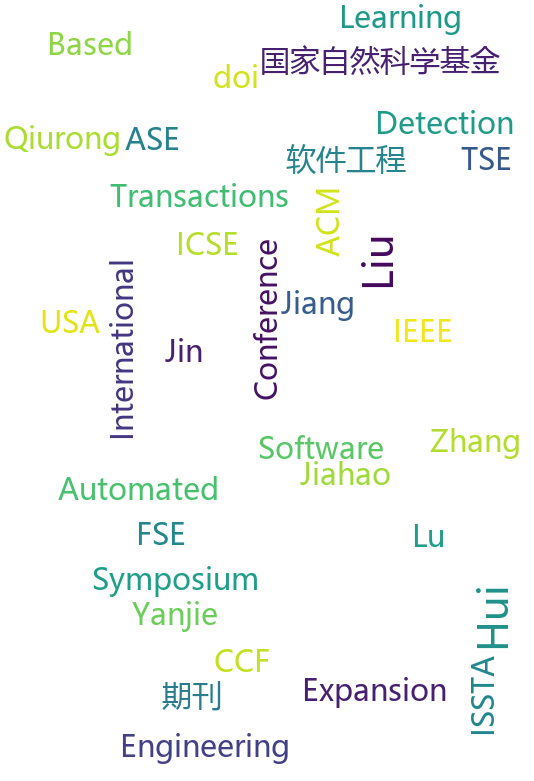 Learning
Based
国家自然科学基金
doi
Detection
Qiurong
ASE
软件工程
TSE
Transactions
ACM
ICSE
Liu
Conference
International
Jiang
USA
IEEE
Jin
Zhang
Software
Jiahao
Automated
FSE
Lu
Symposium
Hui
Yanjie
CCF
ISSTA
期刊
Expansion
Engineering